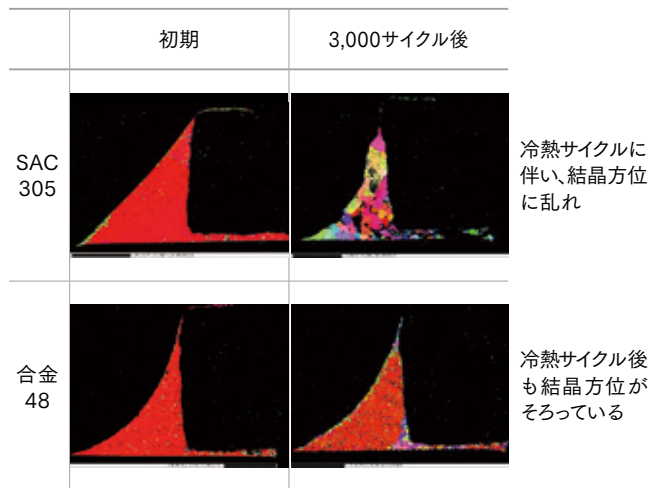 初期
3,000サイクル後
SAC
305
冷熱サイクルに
伴い、結晶方位
に乱れ
合金
48
冷熱サイクル後
も結晶方位が
そろっている